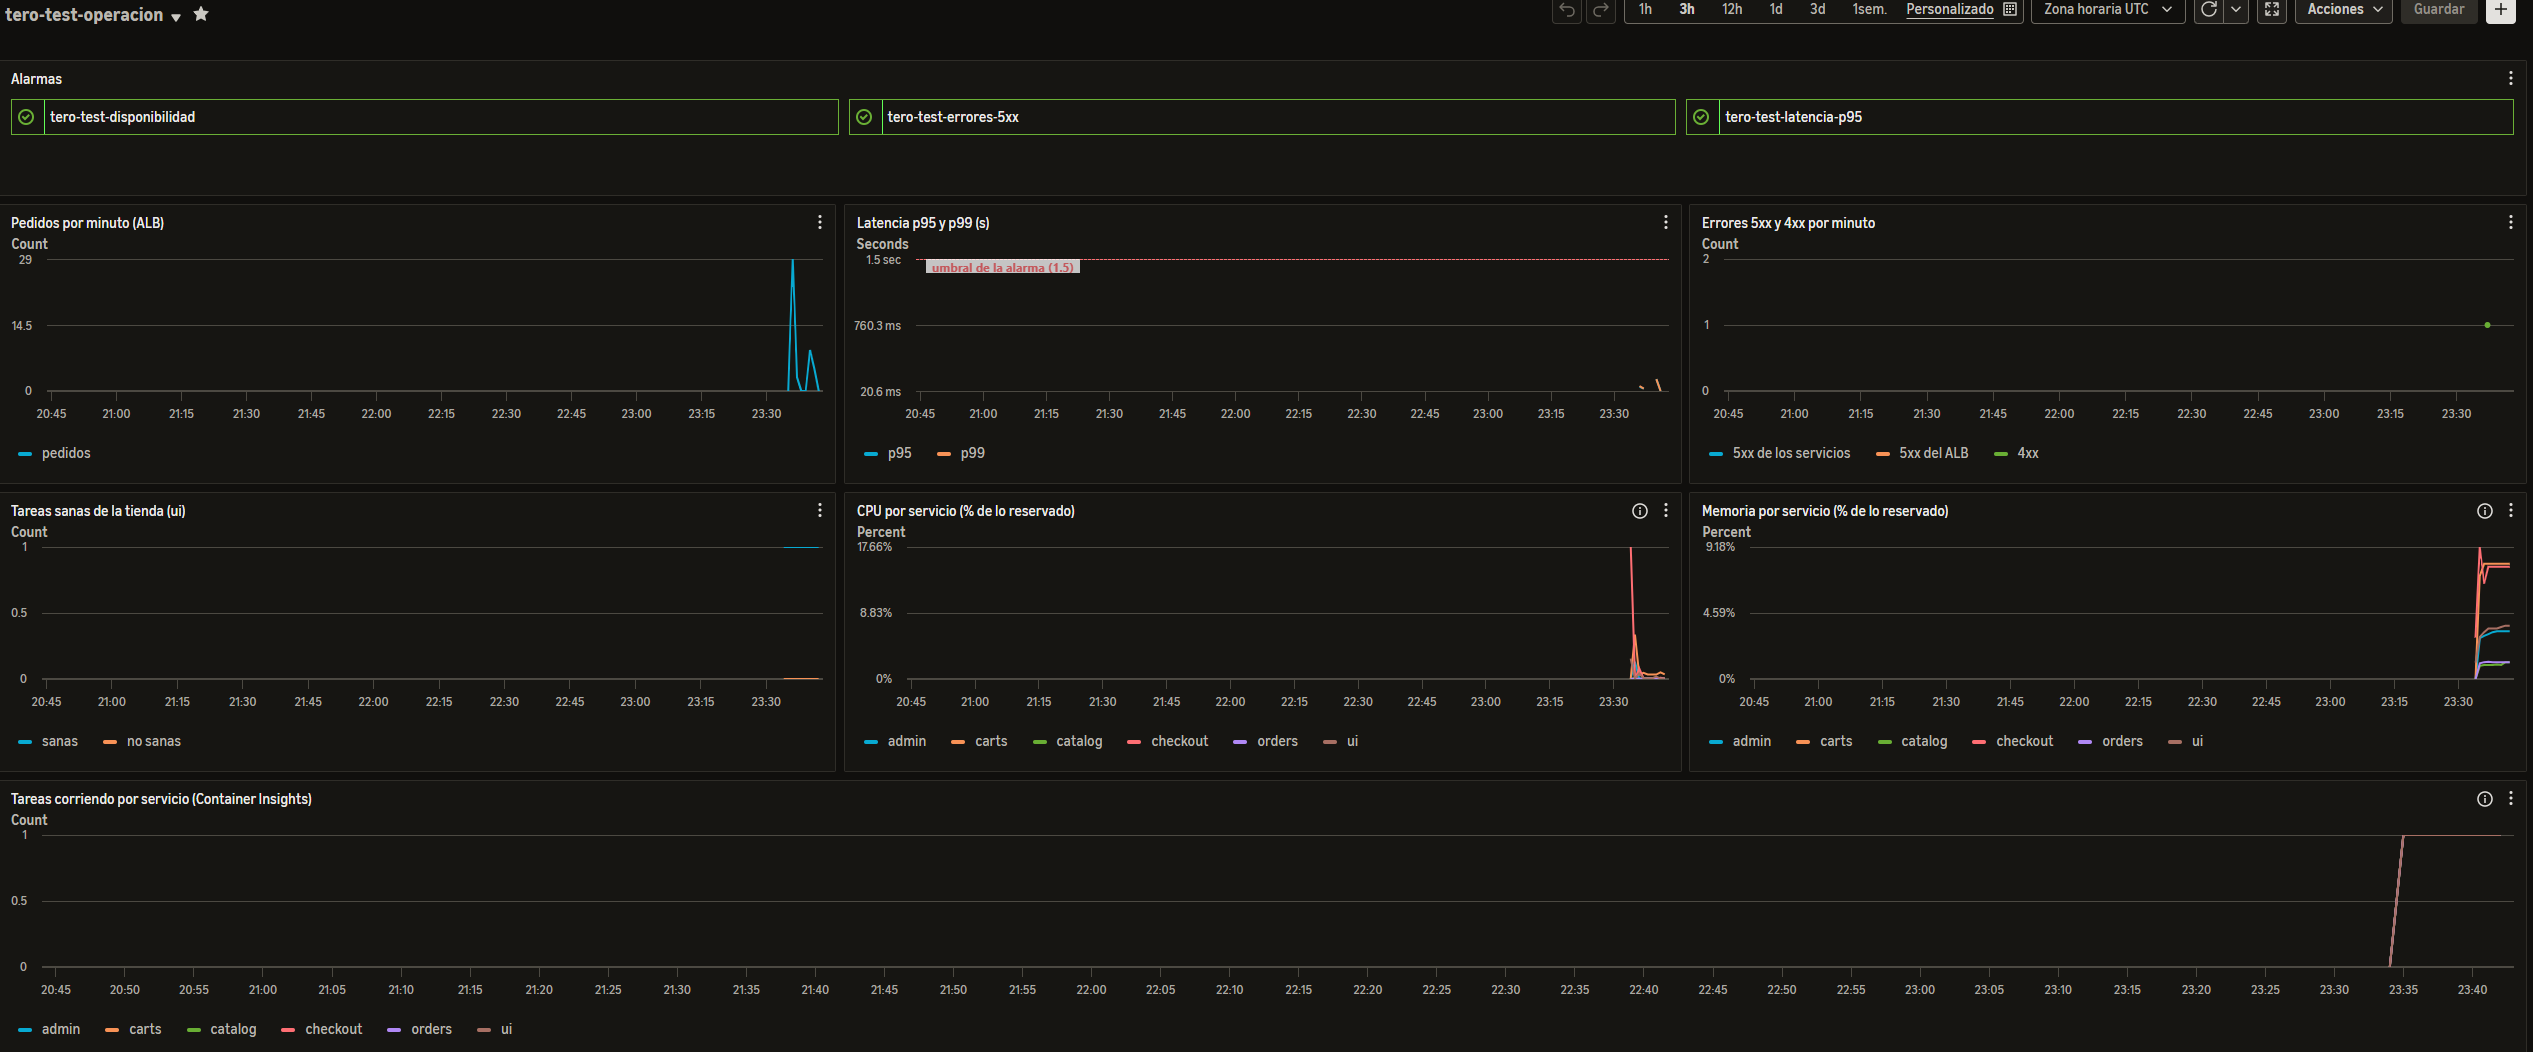 tero-test-operacion
1h 3h 12h 1d 3d 1sem. Personalizado Zona horaria UTC Acciones Guardar
Alarmas
tero-test-disponibilidad
tero-test-errores-5xx
tero-test-latencia-p95
Pedidos por minuto (ALB)
Count
29
14.5
0
20:45 21:00 21:15 21:30 21:45 22:00 22:15 22:30 22:45 23:00 23:15 23:30
pedidos
Latencia p95 y p99 (s)
Seconds
1.5 sec
umbral de la alarma (1.5)
760.3 ms
20.6 ms
20:45 21:00 21:15 21:30 21:45 22:00 22:15 22:30 22:45 23:00 23:15 23:30
p95 p99
Errores 5xx y 4xx por minuto
Count
2
1
0
20:45 21:00 21:15 21:30 21:45 22:00 22:15 22:30 22:45 23:00 23:15 23:30
5xx de los servicios 5xx del ALB 4xx
Tareas sanas de la tienda (ui)
Count
1
0.5
0
20:45 21:00 21:15 21:30 21:45 22:00 22:15 22:30 22:45 23:00 23:15 23:30
sanas no sanas
CPU por servicio (% de lo reservado)
Percent
17.66%
8.83%
0%
20:45 21:00 21:15 21:30 21:45 22:00 22:15 22:30 22:45 23:00 23:15 23:30
admin carts catalog checkout orders ui
Memoria por servicio (% de lo reservado)
Percent
9.18%
4.59%
0%
20:45 21:00 21:15 21:30 21:45 22:00 22:15 22:30 22:45 23:00 23:15 23:30
admin carts catalog checkout orders ui
Tareas corriendo por servicio (Container Insights)
Count
1
0.5
0
20:45 20:50 20:55 21:00 21:05 21:10 21:15 21:20 21:25 21:30 21:35 21:40 21:45 21:50 21:55 22:00 22:05 22:10 22:15 22:20 22:25 22:30 22:35 22:40 22:45 22:50 22:55 23:00 23:05 23:10 23:15 23:20 23:25 23:30 23:35 23:40
admin carts catalog checkout orders ui